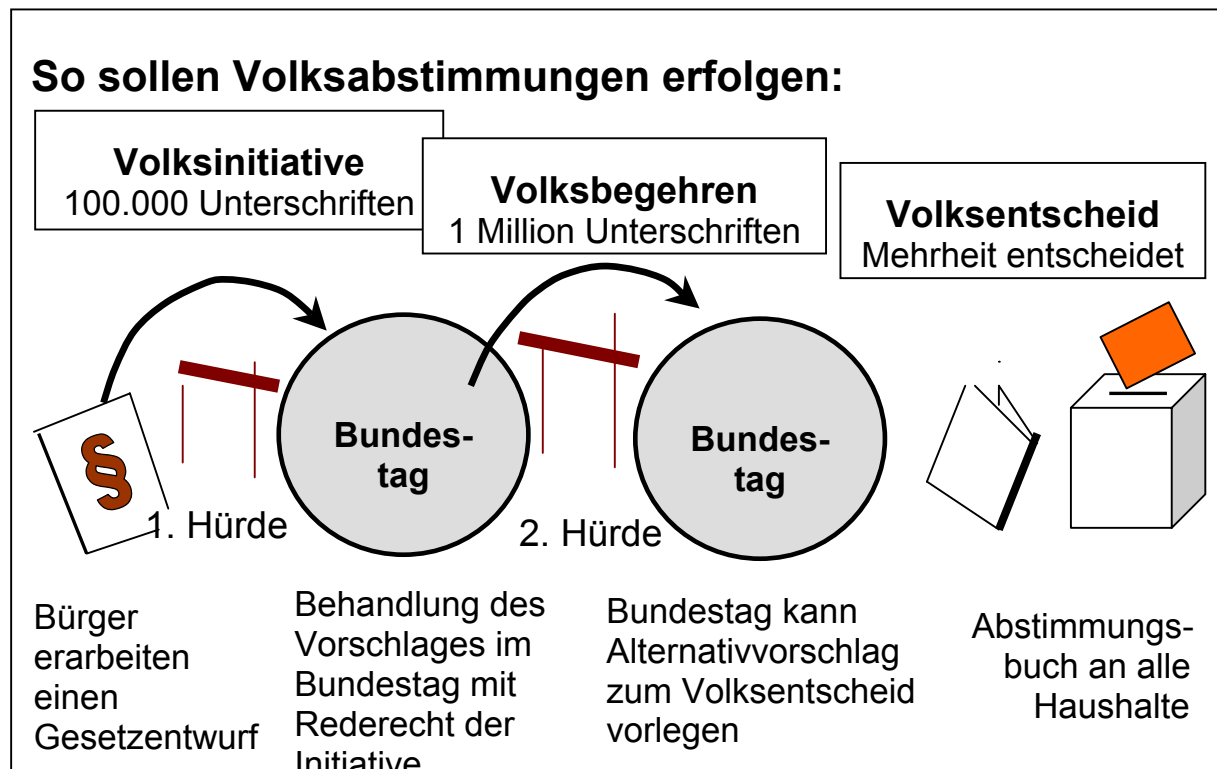 So sollen Volksabstimmungen erfolgen:
Volksinitiative
100.000 Unterschriften
Volksbegehren
1 Million Unterschriften
Volksentscheid
Mehrheit entscheidet
§
Bundes-
tag
Bundes-
tag
1. Hürde
2. Hürde
Bürger
erarbeiten
einen
Gesetzentwurf
Behandlung des
Vorschlages im
Bundestag mit
Rederecht der
Initiative
Bundestag kann
Alternativvorschlag
zum Volksentscheid
vorlegen
Abstimmungs-
buch an alle
Haushalte